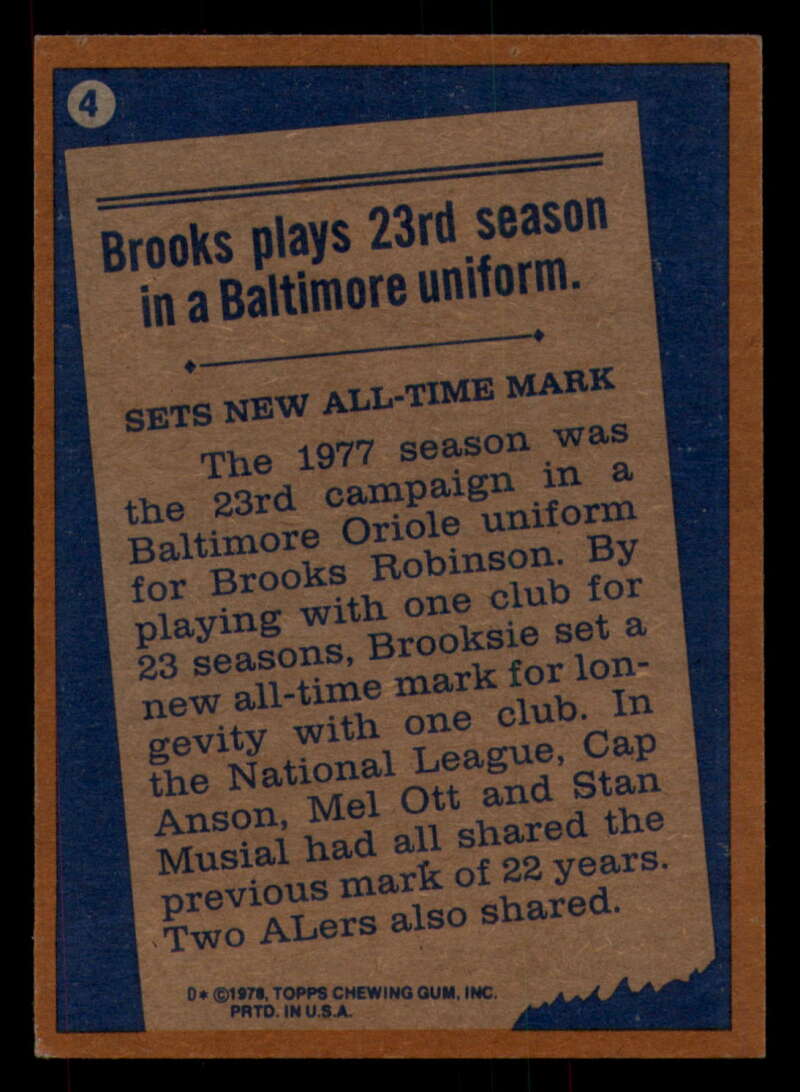 4
Brooks plays 23rd season
in a Baltimore uniform.
SETS NEW ALL-TIME MARK
The 1977 season was
the 23rd campaign in a
Baltimore Oriole uniform
for Brooks Robinson. By
playing with one club for
23 seasons, Brooksie set a
new all-time mark for lon-
gevity with one club. In
the National League, Cap
Anson, Mel Ott and Stan
Musial had all shared the
previous mark of 22 years.
Two ALers also shared.
D* ©1978, TOPPS CHEWING GUM, INC.
PRTD. IN U.S.A.